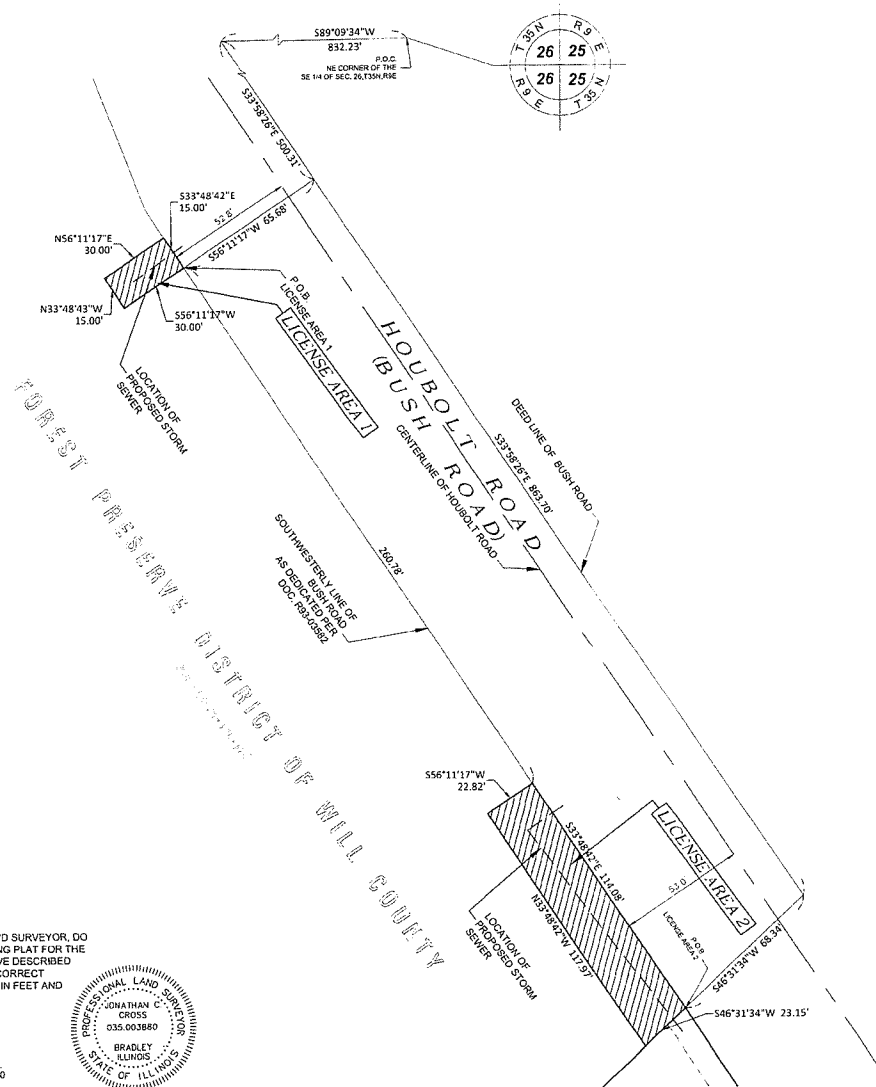 S89°09'34"W
832.23'
P.O.C.
NE CORNER OF THE
SE 1/4 OF SEC. 26,T35N,R9E
T 35 N
R 9 E
26 25
26 25
R 9 E
T 35 N
S33°58'26"E 500.31'
S33°48'42"E
15.00'
52.8'
S56°11'17"W 65.68'
N56°11'17"E
30.00'
N33°48'43"W
15.00'
S56°11'17"W
30.00'
P.O.B
LICENSE AREA 1
LICENSE AREA 1
LOCATION OF
PROPOSED STORM
SEWER
HOUBOLT ROAD
(BUSH ROAD)
CENTERLINE OF HOUBOLT ROAD
S33°58'26"E 863.70'
DEED LINE OF BUSH ROAD
SOUTHWESTERLY LINE OF
BUSH ROAD
AS DEDICATED PER
DOC. R93-03582
260.78'
FOREST PRESERVE DISTRICT OF WILL COUNTY
S56°11'17"W
22.82'
S33°48'42"E 114.08'
N33°48'42"W 117.97'
LICENSE AREA 2
53.0'
P.O.B
LICENSE AREA 2
S46°31'34"W 68.34'
S46°31'34"W 23.15'
LOCATION OF
PROPOSED STORM
SEWER
D SURVEYOR, DO
NG PLAT FOR THE
VE DESCRIBED
CORRECT
IN FEET AND
PROFESSIONAL LAND SURVEYOR
JONATHAN C
CROSS
035.003880
BRADLEY
ILLINOIS
STATE OF ILLINOIS
0